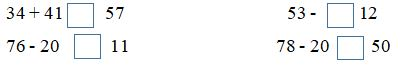 34 + 41 □ 57 53 - □ 12
76 - 20 □ 11 78 - 20 □ 50